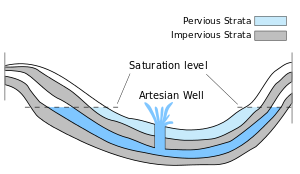 Pervious Strata
Impervious Strata
Saturation level
Artesian Well